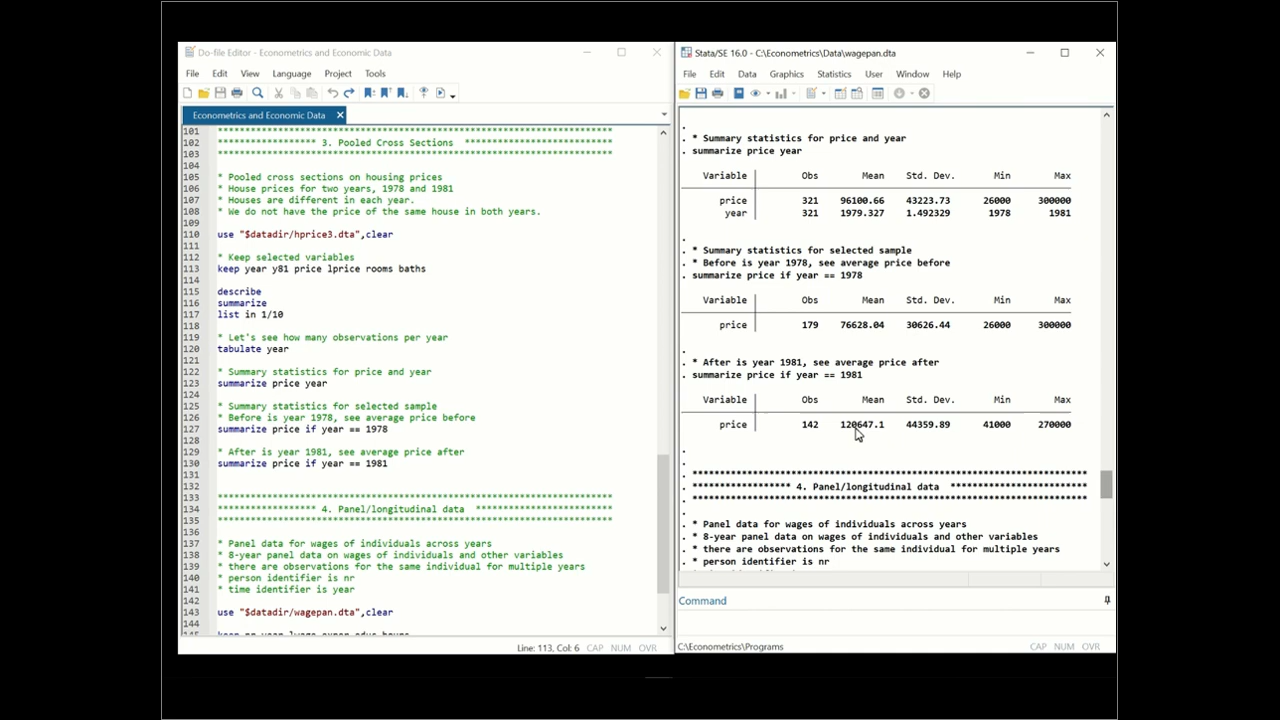 Do-file Editor - Econometrics and Economic Data
File Edit View Language Project Tools
Econometrics and Economic Data
101 ******************************************************************
102 ***************** 3. Pooled Cross Sections *************************
103 ******************************************************************
104
105 * Pooled cross sections on housing prices
106 * House prices for two years, 1978 and 1981
107 * Houses are different in each year.
108 * We do not have the price of the same house in both years.
109
110 use "$datadir/hprice3.dta",clear
111
112 * Keep selected variables
113 keep year y81 price lprice rooms baths
114
115 describe
116 summarize
117 list in 1/10
118
119 * Let's see how many observations per year
120 tabulate year
121
122 * Summary statistics for price and year
123 summarize price year
124
125 * Summary statistics for selected sample
126 * Before is year 1978, see average price before
127 summarize price if year == 1978
128
129 * After is year 1981, see average price after
130 summarize price if year == 1981
131
132
133 ******************************************************************
134 ***************** 4. Panel/longitudinal data ***********************
135 ******************************************************************
136
137 * Panel data for wages of individuals across years
138 * 8-year panel data on wages of individuals and other variables
139 * there are observations for the same individual for multiple years
140 * person identifier is nr
141 * time identifier is year
142
143 use "$datadir/wagepan.dta",clear
144
Line: 113, Col: 6 CAP NUM OVR
Stata/SE 16.0 - C:\Econometrics\Data\wagepan.dta
File Edit Data Graphics Statistics User Window Help
.
. * Summary statistics for price and year
. summarize price year
Variable | Obs Mean Std. Dev. Min Max
price | 321 96100.66 43223.73 26000 300000
year | 321 1979.327 1.492329 1978 1981
.
. * Summary statistics for selected sample
. * Before is year 1978, see average price before
. summarize price if year == 1978
Variable | Obs Mean Std. Dev. Min Max
price | 179 76628.04 30626.44 26000 300000
.
. * After is year 1981, see average price after
. summarize price if year == 1981
Variable | Obs Mean Std. Dev. Min Max
price | 142 120647.1 44359.89 41000 270000
.
.
. ******************************************************************
. ***************** 4. Panel/longitudinal data ***********************
. ******************************************************************
.
. * Panel data for wages of individuals across years
. * 8-year panel data on wages of individuals and other variables
. * there are observations for the same individual for multiple years
. * person identifier is nr
Command
C:\Econometrics\Programs CAP NUM OVR